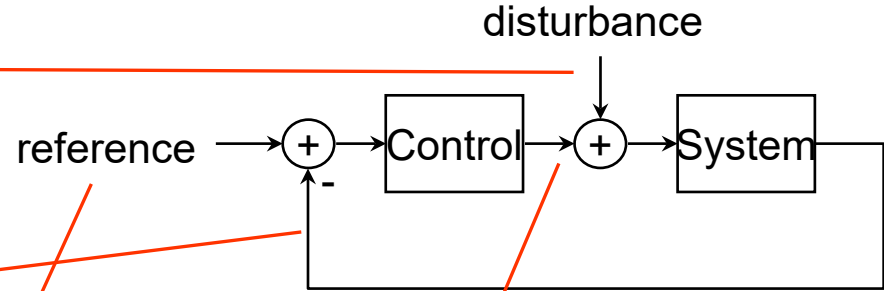 disturbance
reference + Control + System
-